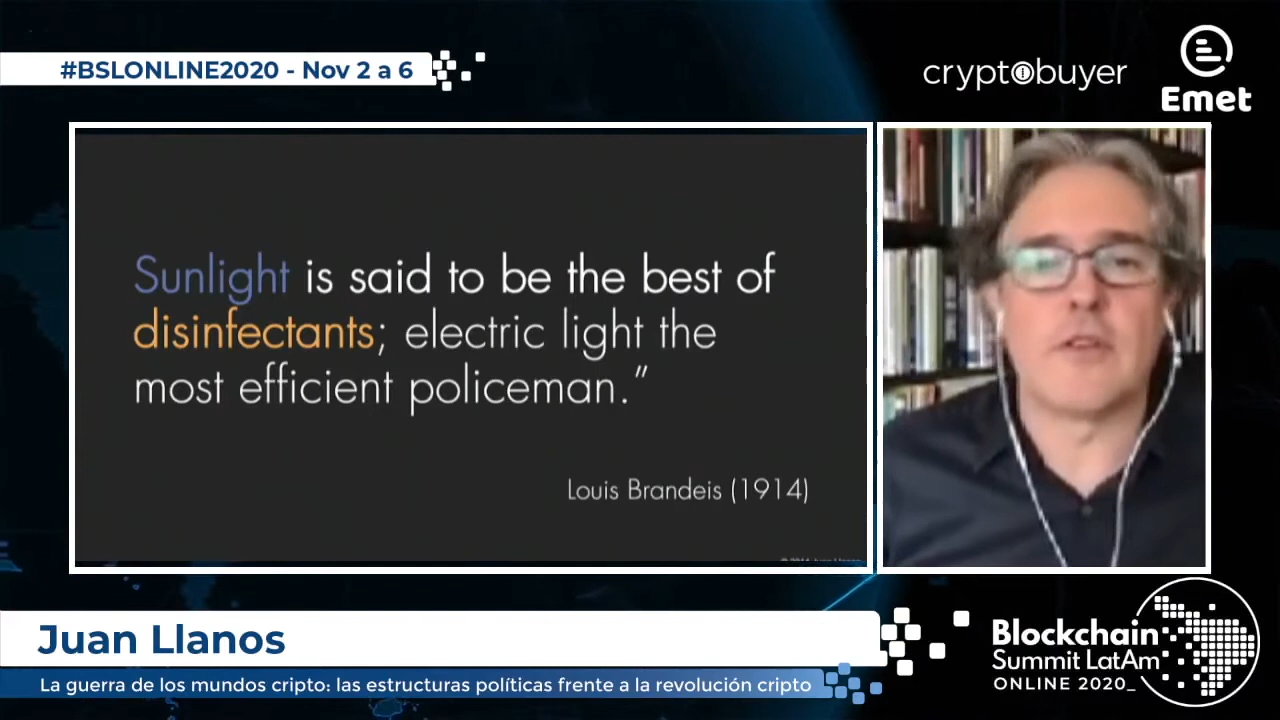 #BSLONLINE2020 - Nov 2 a 6
cryptobuyer
Emet
Sunlight is said to be the best of
disinfectants; electric light the
most efficient policeman.”
Louis Brandeis (1914)
Juan Llanos
La guerra de los mundos cripto: las estructuras políticas frente a la revolución cripto
Blockchain
Summit LatAm
ONLINE 2020_